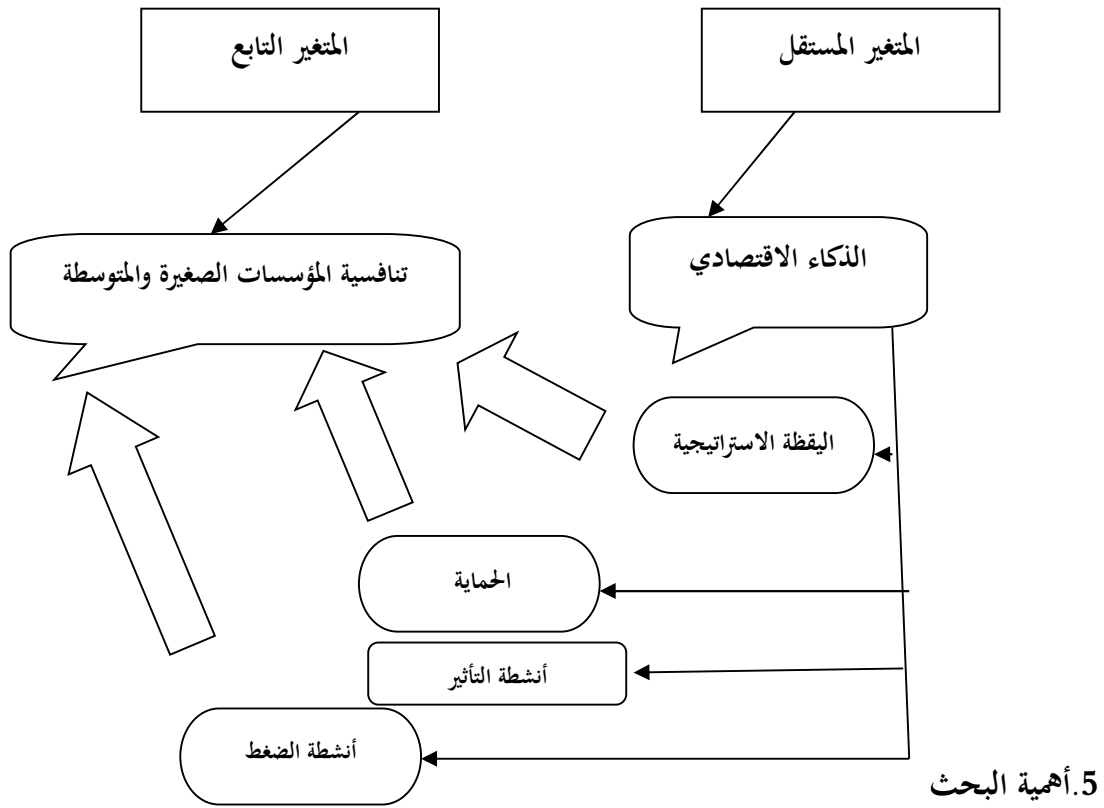 المتغير المستقل
المتغير التابع
الذكاء الاقتصادي
تنافسية المؤسسات الصغيرة والمتوسطة
اليقظة الاستراتيجية
الحماية
أنشطة التأثير
أنشطة الضغط
5.أهمية البحث